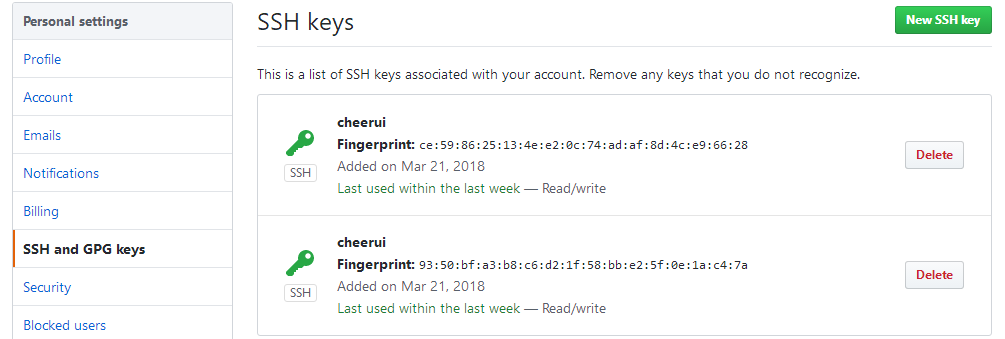 Personal settings
Profile
Account
Emails
Notifications
Billing
SSH and GPG keys
Security
Blocked users
SSH keys
New SSH key
This is a list of SSH keys associated with your account. Remove any keys that you do not recognize.
cheerui
Fingerprint: ce:59:86:25:13:4e:e2:0c:74:ad:af:8d:4c:e9:66:28
SSH
Added on Mar 21, 2018
Last used within the last week — Read/write
Delete
cheerui
Fingerprint: 93:50:bf:a3:b8:c6:d2:1f:58:bb:e2:5f:0e:1a:c4:7a
SSH
Added on Mar 21, 2018
Last used within the last week — Read/write
Delete